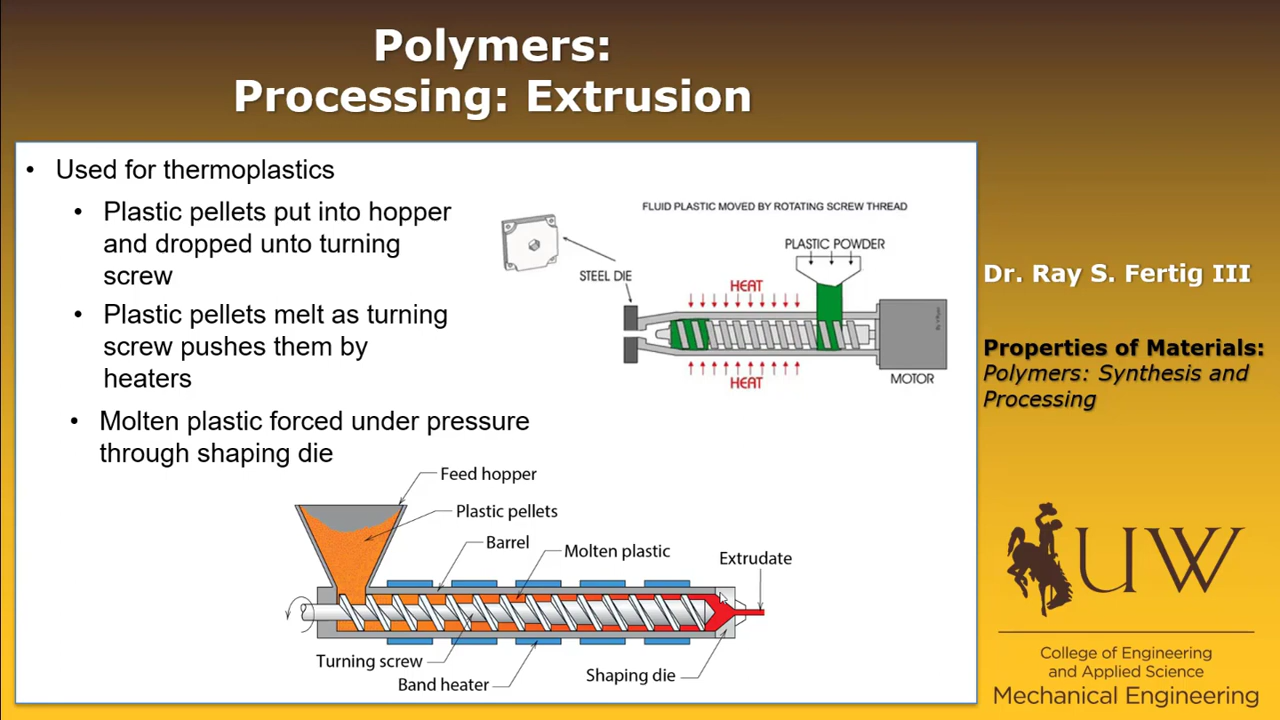 Polymers:
Processing: Extrusion
• Used for thermoplastics
• Plastic pellets put into hopper
and dropped unto turning
screw
• Plastic pellets melt as turning
screw pushes them by
heaters
• Molten plastic forced under pressure
through shaping die
FLUID PLASTIC MOVED BY ROTATING SCREW THREAD
PLASTIC POWDER
STEEL DIE
HEAT
HEAT
MOTOR
Feed hopper
Plastic pellets
Barrel
Molten plastic
Extrudate
Turning screw
Band heater
Shaping die
Dr. Ray S. Fertig III
Properties of Materials:
Polymers: Synthesis and
Processing
UW
College of Engineering
and Applied Science
Mechanical Engineering